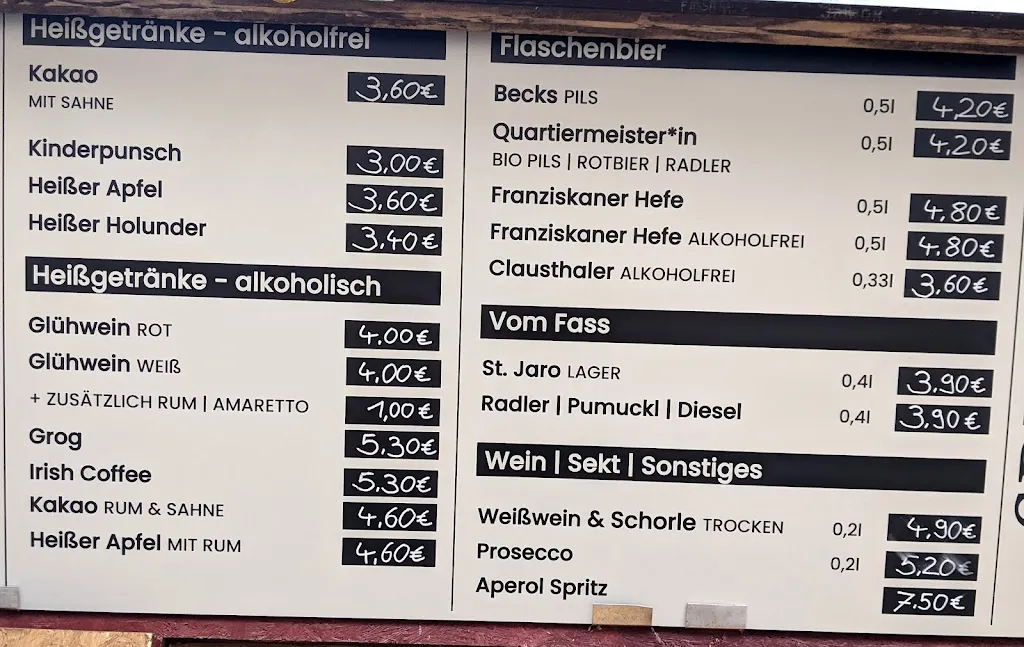 Heißgetränke - alkoholfrei
Kakao 3,60€
MIT SAHNE
Kinderpunsch 3,00€
Heißer Apfel 3,60€
Heißer Holunder 3,40€
Heißgetränke - alkoholisch
Glühwein ROT 4,00€
Glühwein WEIß 4,00€
+ ZUSÄTZLICH RUM | AMARETTO 1,00€
Grog 5,30€
Irish Coffee 5,30€
Kakao RUM & SAHNE 4,60€
Heißer Apfel MIT RUM 4,60€
Flaschenbier
Becks PILS 0,5l 4,20€
Quartiermeister*in 0,5l 4,20€
BIO PILS | ROTBIER | RADLER
Franziskaner Hefe 0,5l 4,80€
Franziskaner Hefe ALKOHOLFREI 0,5l 4,80€
Clausthaler ALKOHOLFREI 0,33l 3,60€
Vom Fass
St. Jaro LAGER 0,4l 3,90€
Radler | Pumuckl | Diesel 0,4l 3,90€
Wein | Sekt | Sonstiges
Weißwein & Schorle TROCKEN 0,2l 4,90€
Prosecco 0,2l 5,20€
Aperol Spritz 7,50€